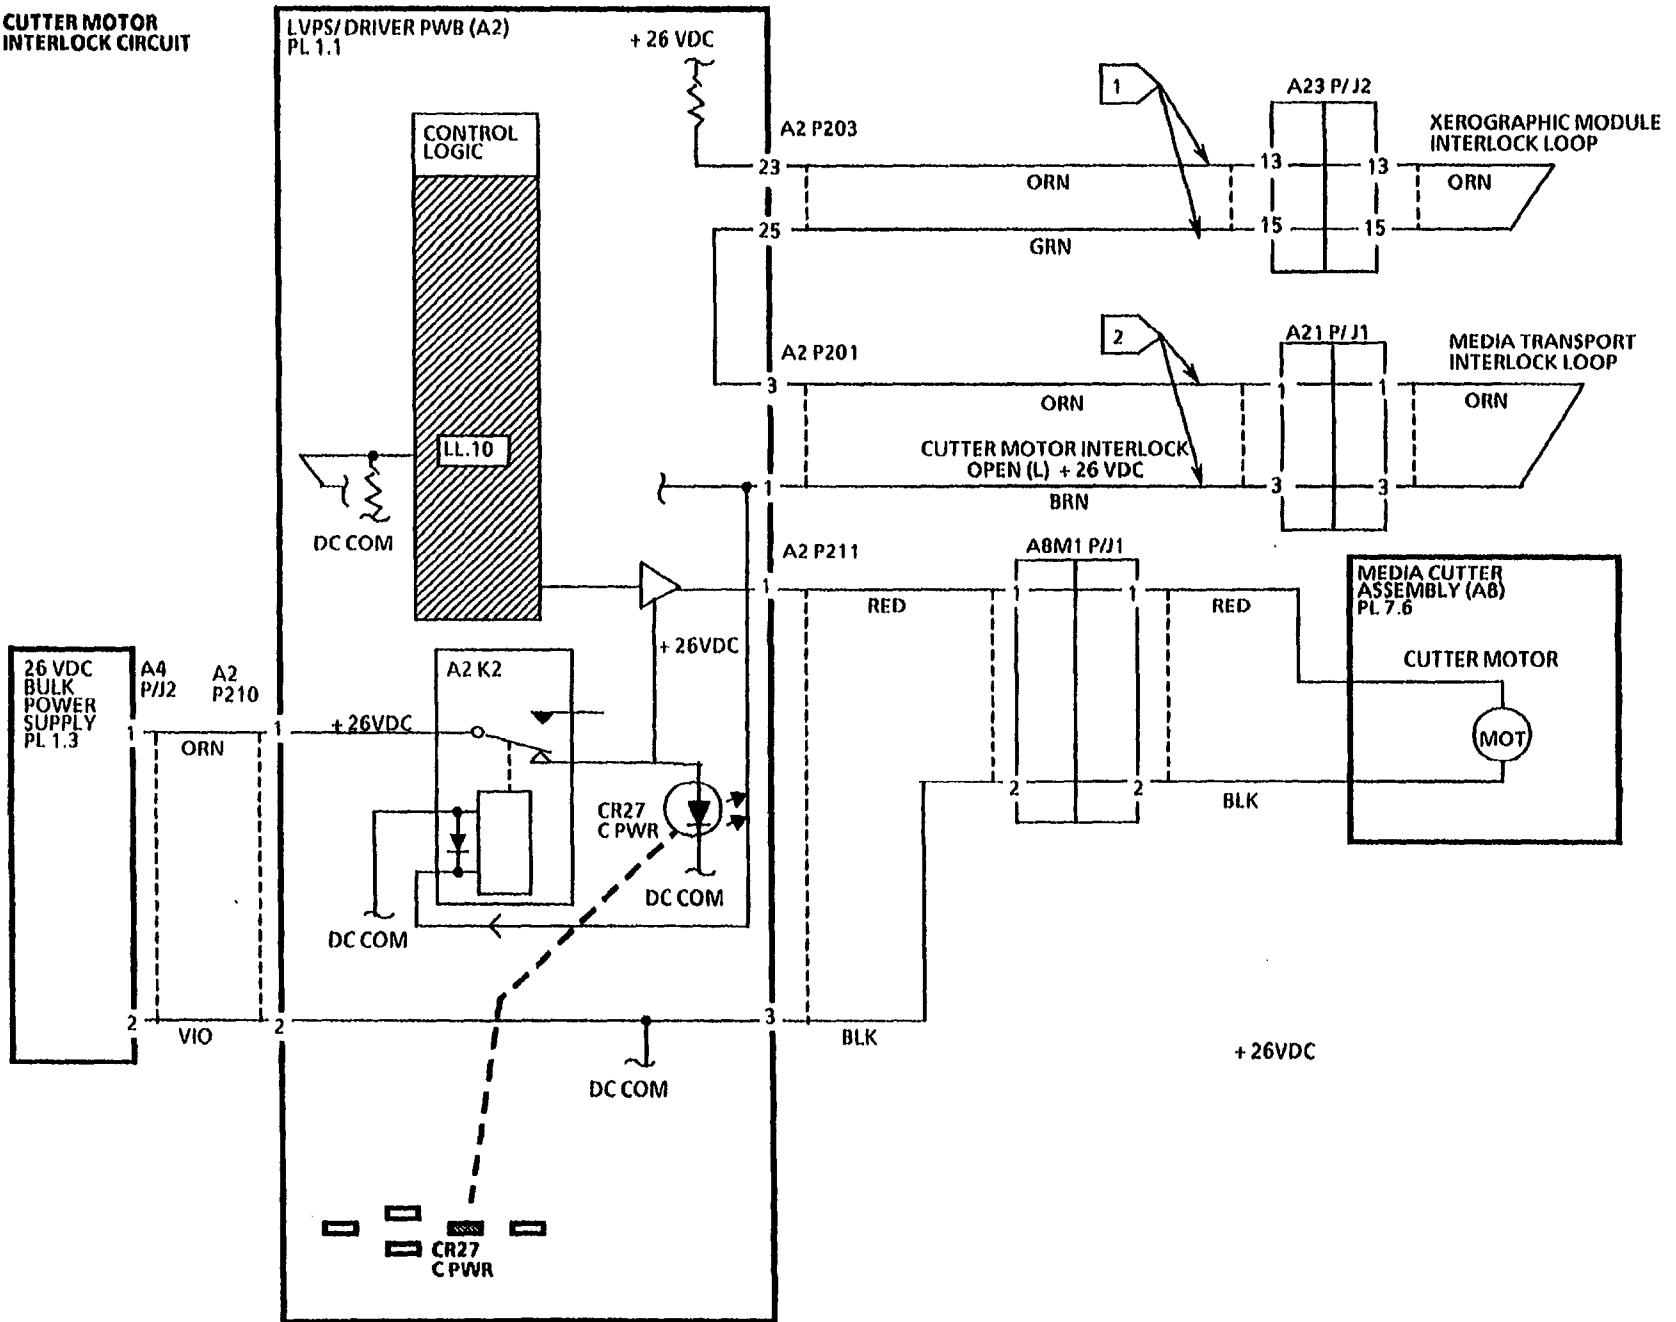 CUTTER MOTOR
INTERLOCK CIRCUIT
LVPS/DRIVER PWB (A2)
PL 1.1
+ 26 VDC
CONTROL
LOGIC
A2 P203
23
25
1
A23 P/J2
13
13
15
15
ORN
GRN
XEROGRAPHIC MODULE
INTERLOCK LOOP
ORN
A2 P201
3
1
2
A21 P/J1
1
1
3
3
ORN
CUTTER MOTOR INTERLOCK
OPEN (L) + 26 VDC
BRN
MEDIA TRANSPORT
INTERLOCK LOOP
ORN
LL.10
DC COM
A2 P211
1
RED
A8M1 P/J1
1
1
RED
2
2
BLK
MEDIA CUTTER
ASSEMBLY (A8)
PL 7.6
CUTTER MOTOR
MOT
+ 26VDC
26 VDC
BULK
POWER
SUPPLY
PL 1.3
A4
P/J2
A2
P210
1
ORN
1
+ 26VDC
A2 K2
CR27
C PWR
DC COM
DC COM
2
VIO
2
3
BLK
DC COM
+ 26VDC
CR27
C PWR